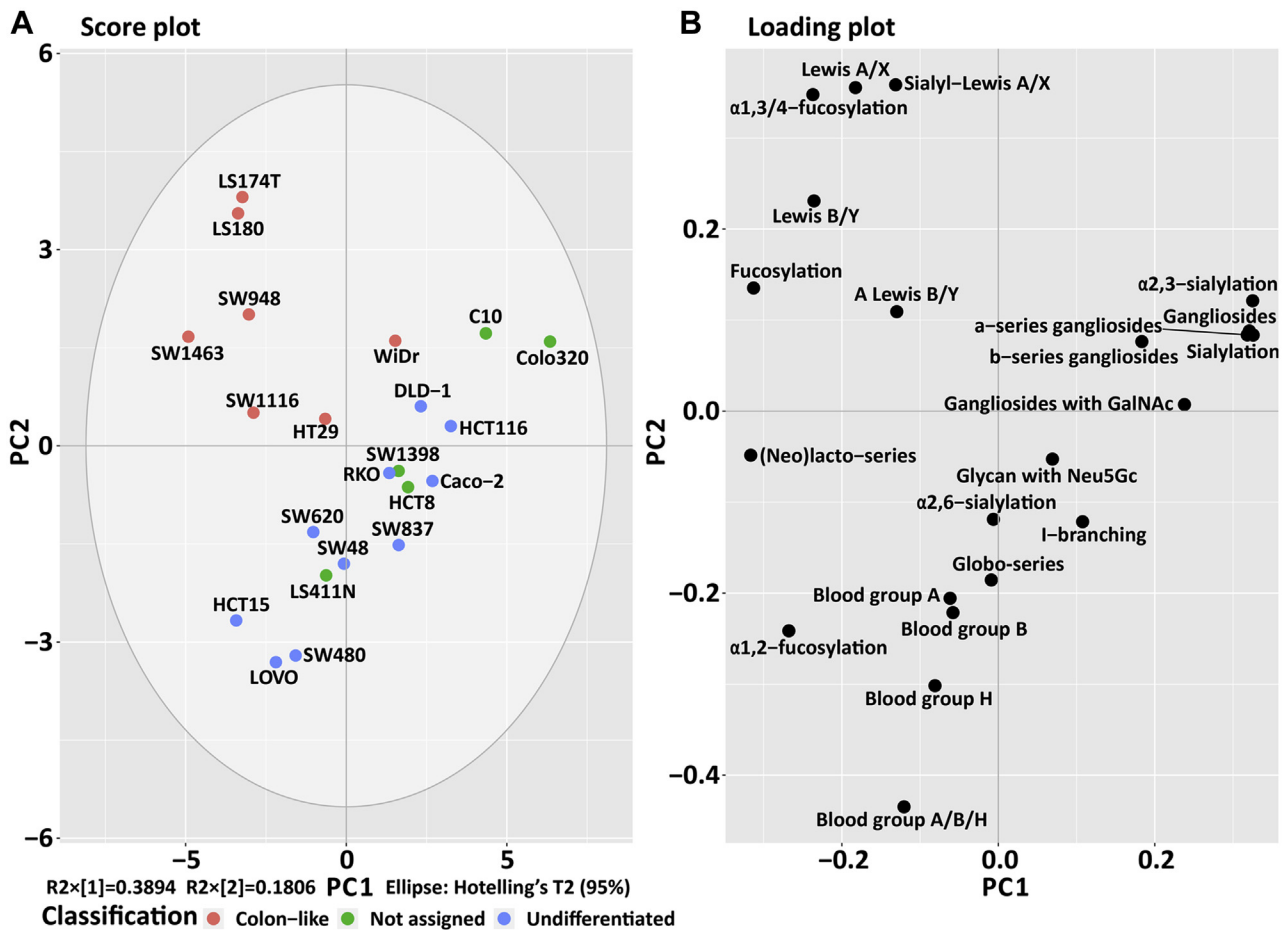 A Score plot
6
3
0
−3
−6
PC2
LS174T
LS180
SW948
SW1463
WiDr
C10
Colo320
SW1116
HT29
DLD−1
HCT116
SW1398
RKO
Caco−2
HCT8
SW620
SW837
SW48
LS411N
HCT15
SW480
LOVO
−5 0 5
R2×[1]=0.3894 R2×[2]=0.1806 PC1 Ellipse: Hotelling's T2 (95%)
Classification Colon−like Not assigned Undifferentiated
B Loading plot
0.2
0.0
−0.2
−0.4
PC2
Lewis A/X
Sialyl−Lewis A/X
α1,3/4−fucosylation
Lewis B/Y
Fucosylation
A Lewis B/Y
α2,3−sialylation
Gangliosides
a−series gangliosides
b−series gangliosides
Sialylation
Gangliosides with GalNAc
(Neo)lacto−series
Glycan with Neu5Gc
α2,6−sialylation
I−branching
Globo-series
Blood group A
Blood group B
α1,2−fucosylation
Blood group H
Blood group A/B/H
−0.2 0.0 0.2
PC1